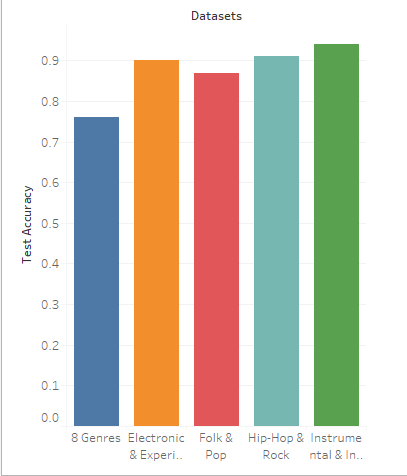 Datasets
Test Accuracy
0.9
0.8
0.7
0.6
0.5
0.4
0.3
0.2
0.1
0.0
8 Genres
Electronic
& Experi..
Folk &
Pop
Hip-Hop &
Rock
Instrume
ntal & In..